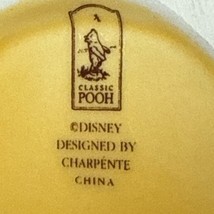 CLASSIC
POOH
©DISNEY
DESIGNED BY
CHARPÉNTE
CHINA